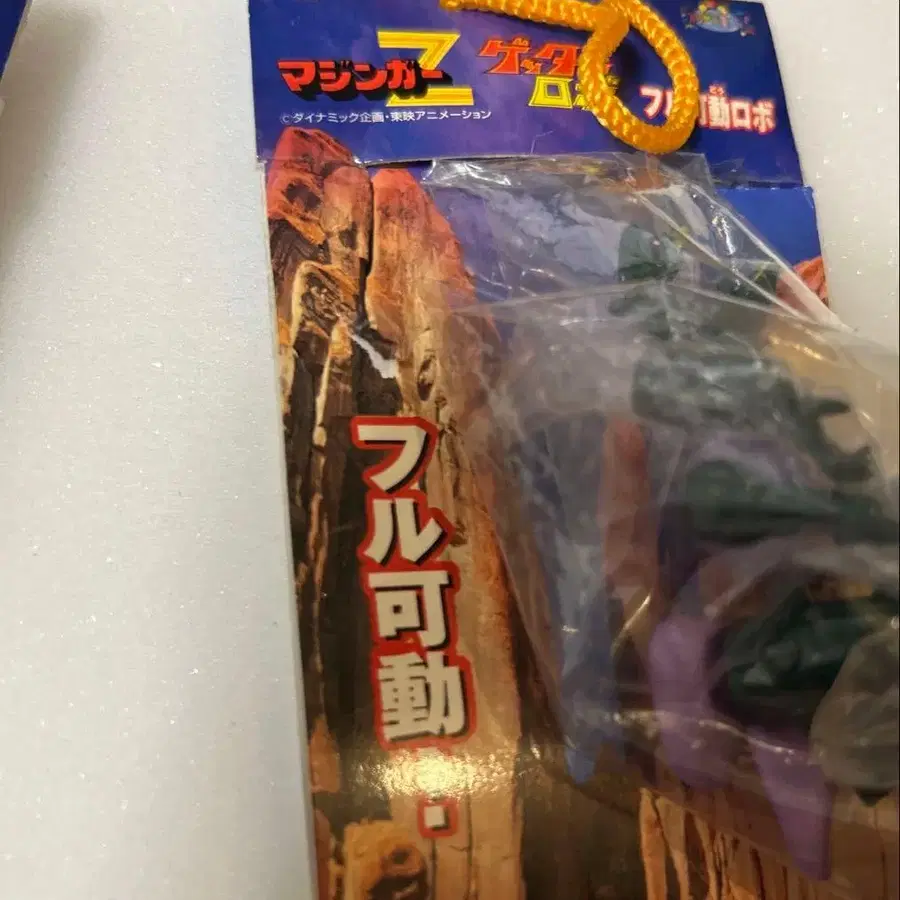 マジンガーZ
ゲッターロボ
フル可動ロボ
どう
©ダイナミック企画・東映アニメーション
フル可動